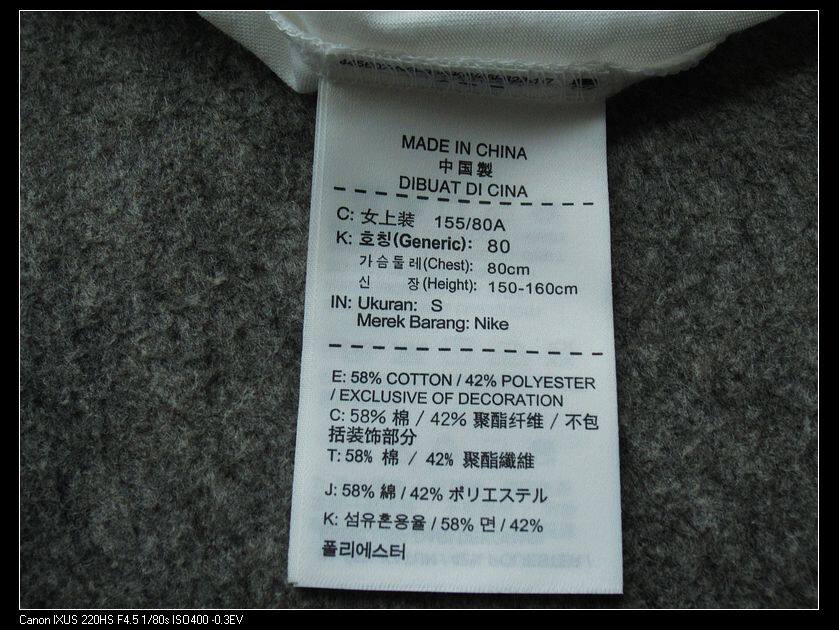 MADE IN CHINA
中国製
DIBUAT DI CINA
C: 女上装 155/80A
K: 호칭(Generic): 80
가슴둘레(Chest): 80cm
신 장(Height): 150-160cm
IN: Ukuran: S
Merek Barang: Nike
E: 58% COTTON / 42% POLYESTER
/ EXCLUSIVE OF DECORATION
C: 58% 棉 / 42% 聚酯纤维 / 不包
括装饰部分
T: 58% 棉 / 42% 聚酯纖維
J: 58% 綿 / 42% ポリエステル
K: 섬유혼용율 / 58% 면 / 42%
폴리에스터
Canon IXUS 220HS F4.5 1/80s ISO400 -0.3EV